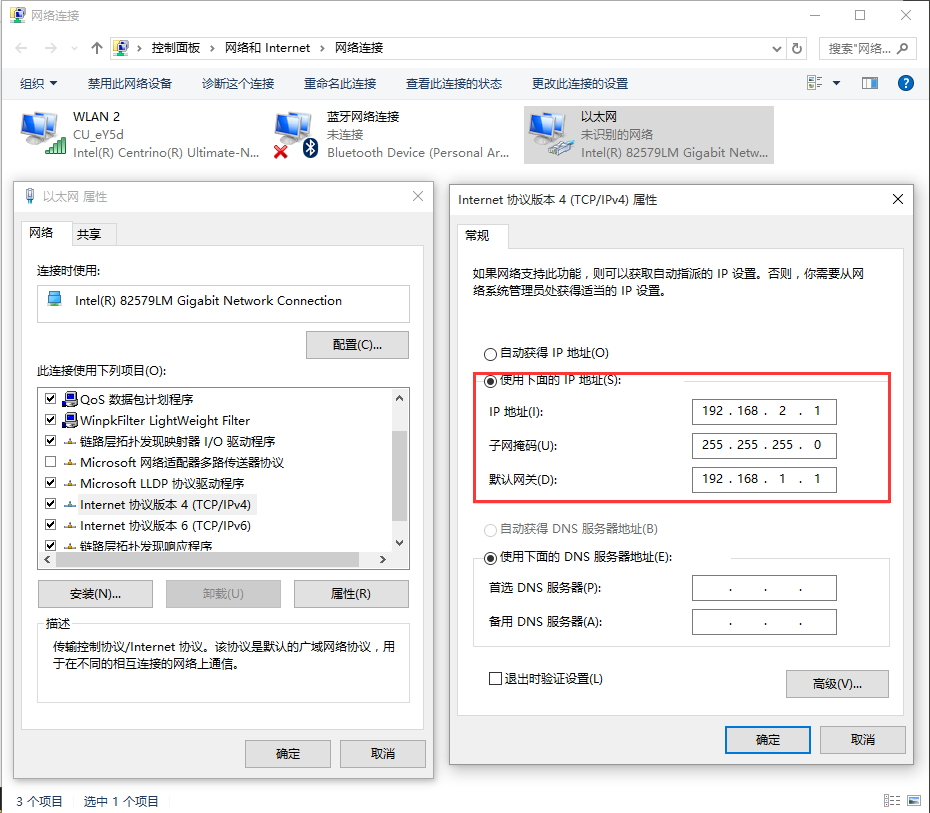 网络连接
控制面板 › 网络和 Internet › 网络连接
搜索"网络...
组织 禁用此网络设备 诊断这个连接 重命名此连接 查看此连接的状态 更改此连接的设置
WLAN 2
CU_eY5d
Intel(R) Centrino(R) Ultimate-N...
蓝牙网络连接
未连接
Bluetooth Device (Personal Ar...
以太网
未识别的网络
Intel(R) 82579LM Gigabit Netw...
以太网 属性
网络 共享
连接时使用:
Intel(R) 82579LM Gigabit Network Connection
配置(C)...
此连接使用下列项目(O):
QoS 数据包计划程序
WinpkFilter LightWeight Filter
链路层拓扑发现映射器 I/O 驱动程序
Microsoft 网络适配器多路传送器协议
Microsoft LLDP 协议驱动程序
Internet 协议版本 4 (TCP/IPv4)
Internet 协议版本 6 (TCP/IPv6)
链路层拓扑发现响应程序
安装(N)... 卸载(U) 属性(R)
描述
传输控制协议/Internet 协议。该协议是默认的广域网络协议，用
于在不同的相互连接的网络上通信。
确定 取消
Internet 协议版本 4 (TCP/IPv4) 属性
常规
如果网络支持此功能，则可以获取自动指派的 IP 设置。否则，你需要从网
络系统管理员处获得适当的 IP 设置。
自动获得 IP 地址(O)
使用下面的 IP 地址(S):
IP 地址(I): 192 . 168 . 2 . 1
子网掩码(U): 255 . 255 . 255 . 0
默认网关(D): 192 . 168 . 1 . 1
自动获得 DNS 服务器地址(B)
使用下面的 DNS 服务器地址(E):
首选 DNS 服务器(P): . . .
备用 DNS 服务器(A): . . .
退出时验证设置(L)
高级(V)...
确定 取消
3 个项目 选中 1 个项目